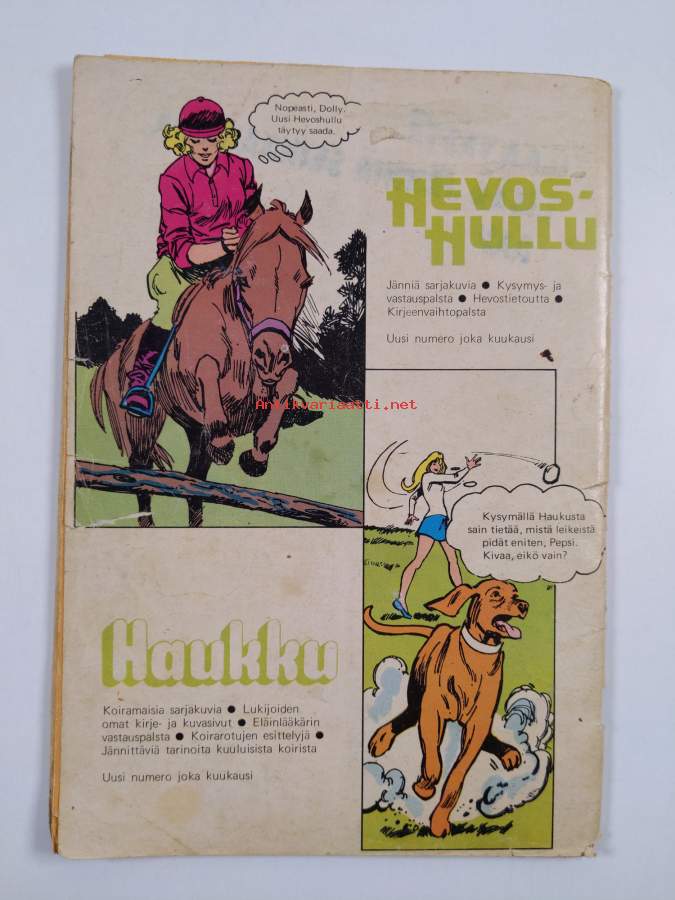 Nopeasti, Dolly.
Uusi Hevoshullu
täytyy saada.
HEVOS-
HULLU
Jänniä sarjakuvia ● Kysymys- ja
vastauspalsta ● Hevostietoutta ●
Kirjeenvaihtopalsta
Uusi numero joka kuukausi
Antikvariaatti.net
Kysymällä Haukusta
sain tietää, mistä leikeistä
pidät eniten, Pepsi.
Kivaa, eikö vain?
Haukku
Koiramaisia sarjakuvia ● Lukijoiden
omat kirje- ja kuvasivut ● Eläinlääkärin
vastauspalsta ● Koirarotujen esittelyjä ●
Jännittäviä tarinoita kuuluisista koirista
Uusi numero joka kuukausi